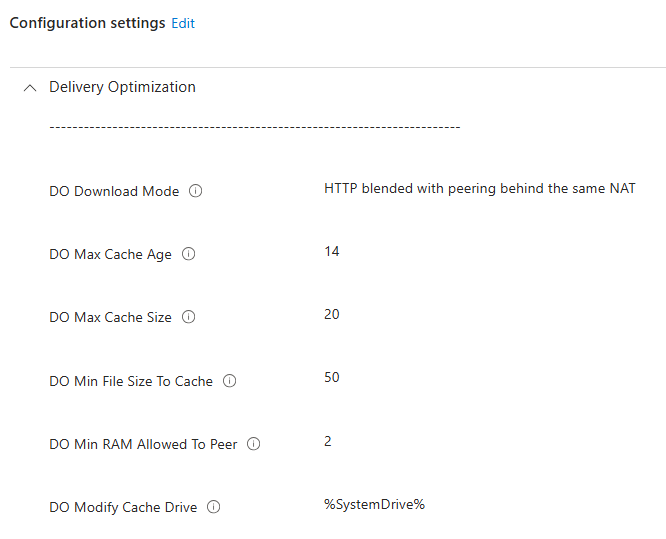 Configuration settings Edit
Delivery Optimization
------------------------------------------------------------------------
DO Download Mode HTTP blended with peering behind the same NAT
DO Max Cache Age 14
DO Max Cache Size 20
DO Min File Size To Cache 50
DO Min RAM Allowed To Peer 2
DO Modify Cache Drive %SystemDrive%